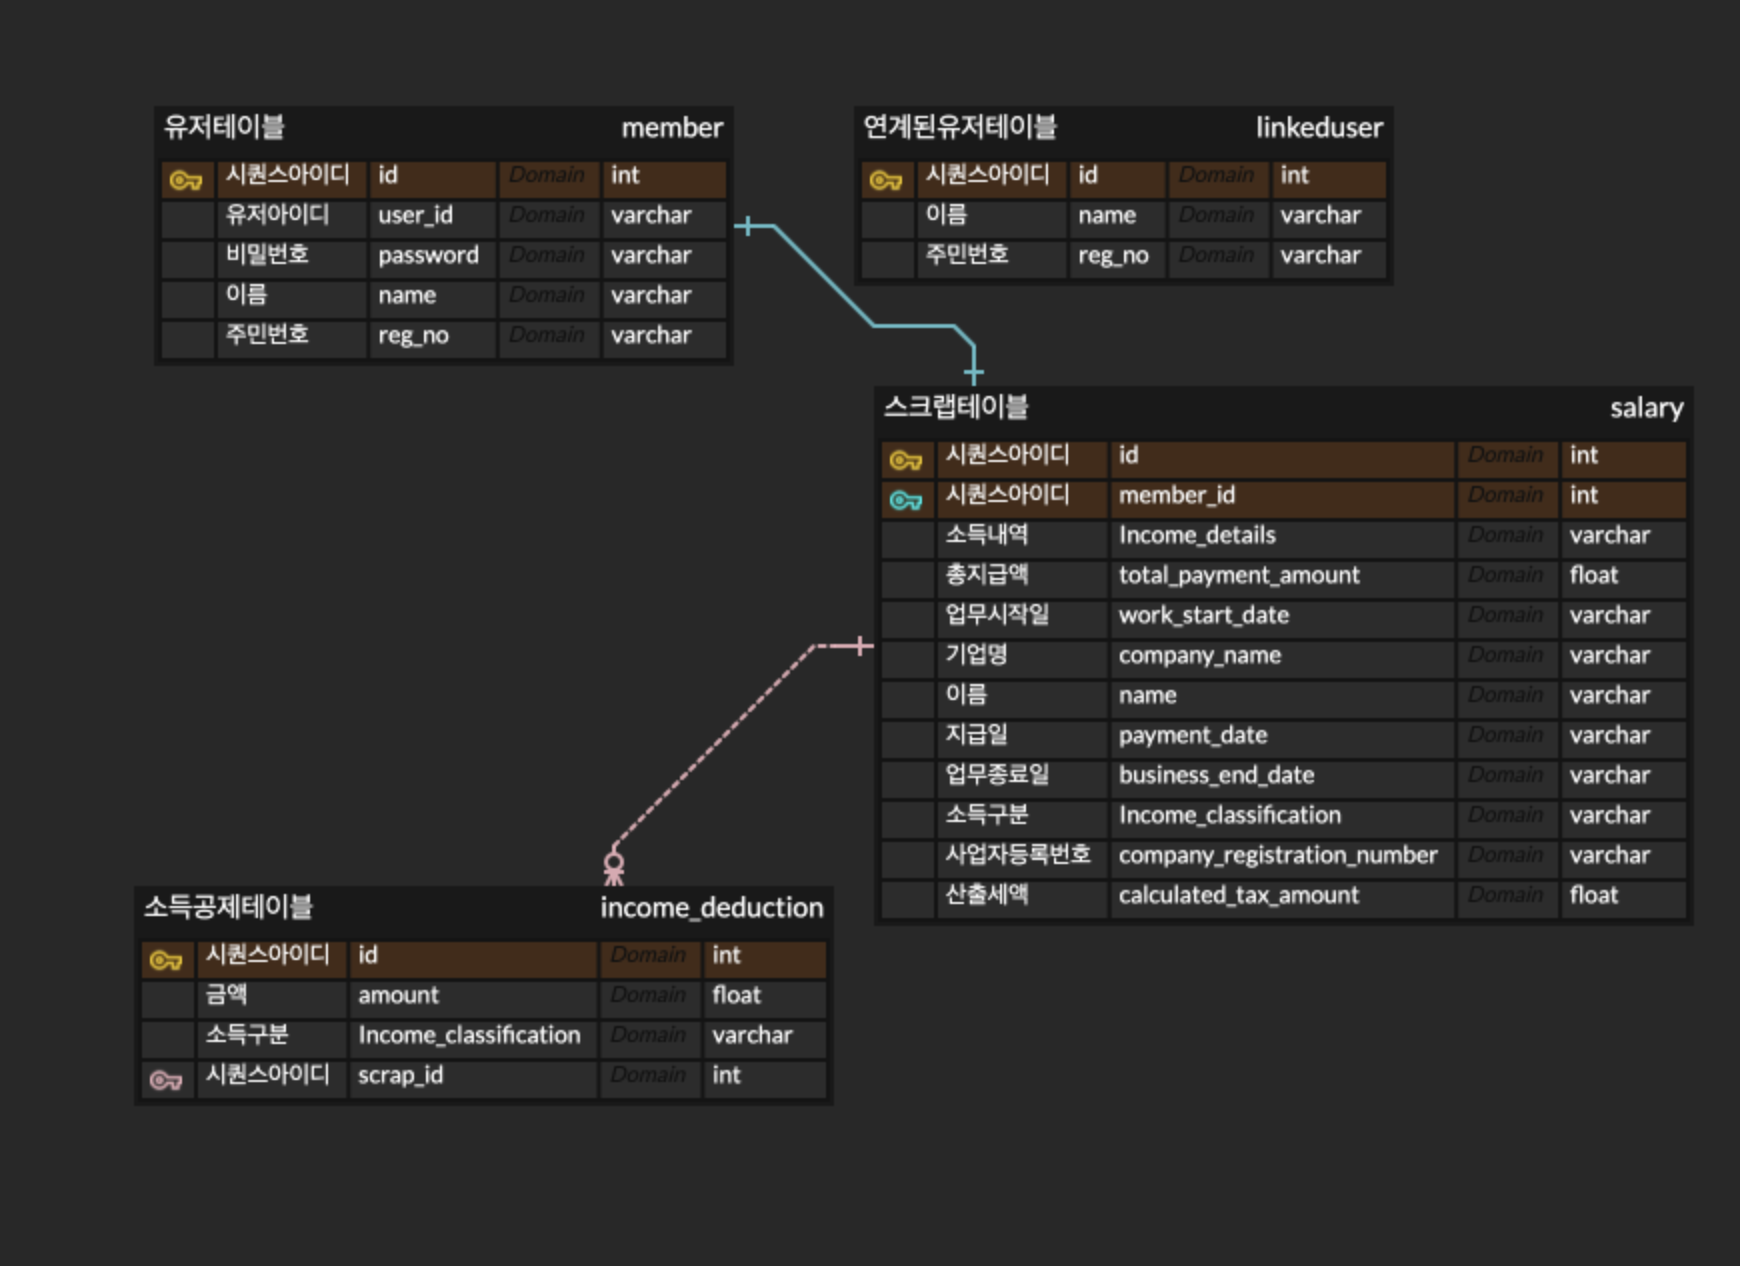 유저테이블 member
시퀀스아이디 id Domain int
유저아이디 user_id Domain varchar
비밀번호 password Domain varchar
이름 name Domain varchar
주민번호 reg_no Domain varchar
연계된유저테이블 linkeduser
시퀀스아이디 id Domain int
이름 name Domain varchar
주민번호 reg_no Domain varchar
스크랩테이블 salary
시퀀스아이디 id Domain int
시퀀스아이디 member_id Domain int
소득내역 Income_details Domain varchar
총지급액 total_payment_amount Domain float
업무시작일 work_start_date Domain varchar
기업명 company_name Domain varchar
이름 name Domain varchar
지급일 payment_date Domain varchar
업무종료일 business_end_date Domain varchar
소득구분 Income_classification Domain varchar
사업자등록번호 company_registration_number Domain varchar
산출세액 calculated_tax_amount Domain float
소득공제테이블 income_deduction
시퀀스아이디 id Domain int
금액 amount Domain float
소득구분 Income_classification Domain varchar
시퀀스아이디 scrap_id Domain int